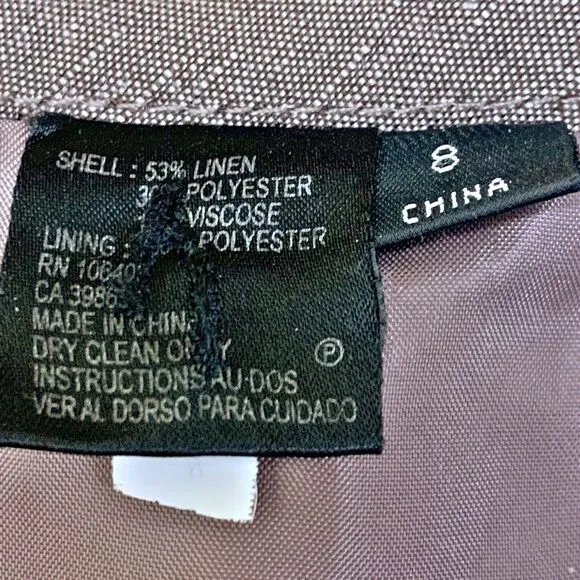 SHELL : 53% LINEN
POLYESTER
VISCOSE
LINING : POLYESTER
RN
CA
MADE IN CHINA
DRY CLEAN ONLY
P
INSTRUCTIONS AU DOS
VER AL DORSO PARA CUIDADO
8
CHINA